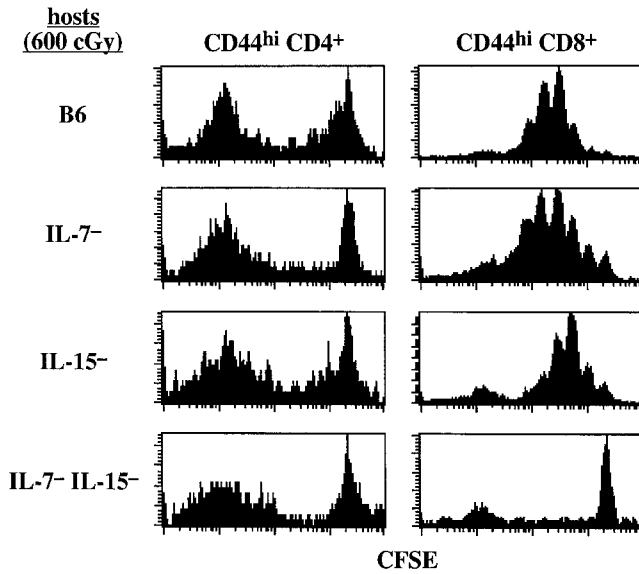 hosts
(600 cGy)
CD44hi CD4+
CD44hi CD8+
B6
IL-7–
IL-15–
IL-7– IL-15–
CFSE